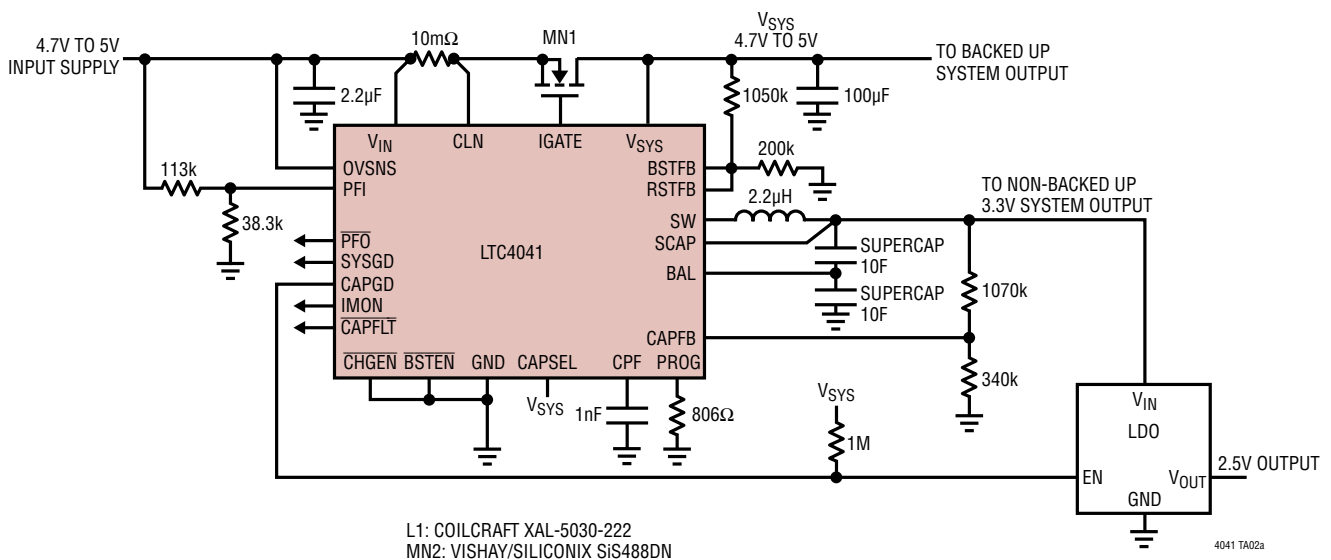 VSYS
4.7V TO 5V
INPUT SUPPLY
10mΩ
MN1
4.7V TO 5V
TO BACKED UP
SYSTEM OUTPUT
2.2µF
1050k
100µF
VIN
CLN
IGATE
VSYS
113k
OVSNS
PFI
BSTFB
RSTFB
200k
2.2µH
TO NON-BACKED UP
3.3V SYSTEM OUTPUT
38.3k
SW
SCAP
SUPERCAP
10F
PFO
SYSGD
CAPGD
IMON
CAPFLT
LTC4041
BAL
SUPERCAP
10F
1070k
CAPFB
CHGEN
BSTEN
GND
CAPSEL
CPF
PROG
340k
VSYS
1nF
806Ω
VSYS
1M
VIN
LDO
EN
VOUT
GND
2.5V OUTPUT
L1: COILCRAFT XAL-5030-222
MN2: VISHAY/SILICONIX SiS488DN
4041 TA02a